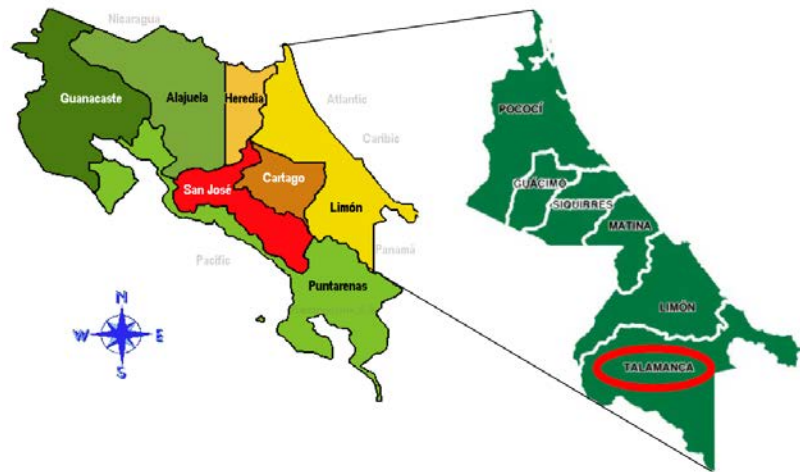 Nicaragua
Guanacaste
Alajuela
Heredia
Atlantic
Caribic
San José
Cartago
Limón
Pacific
Panamá
Puntarenas
N
W
E
S
POCOCÍ
GUÁCIMO
SIQUIRRES
MATINA
LIMÓN
TALAMANCA